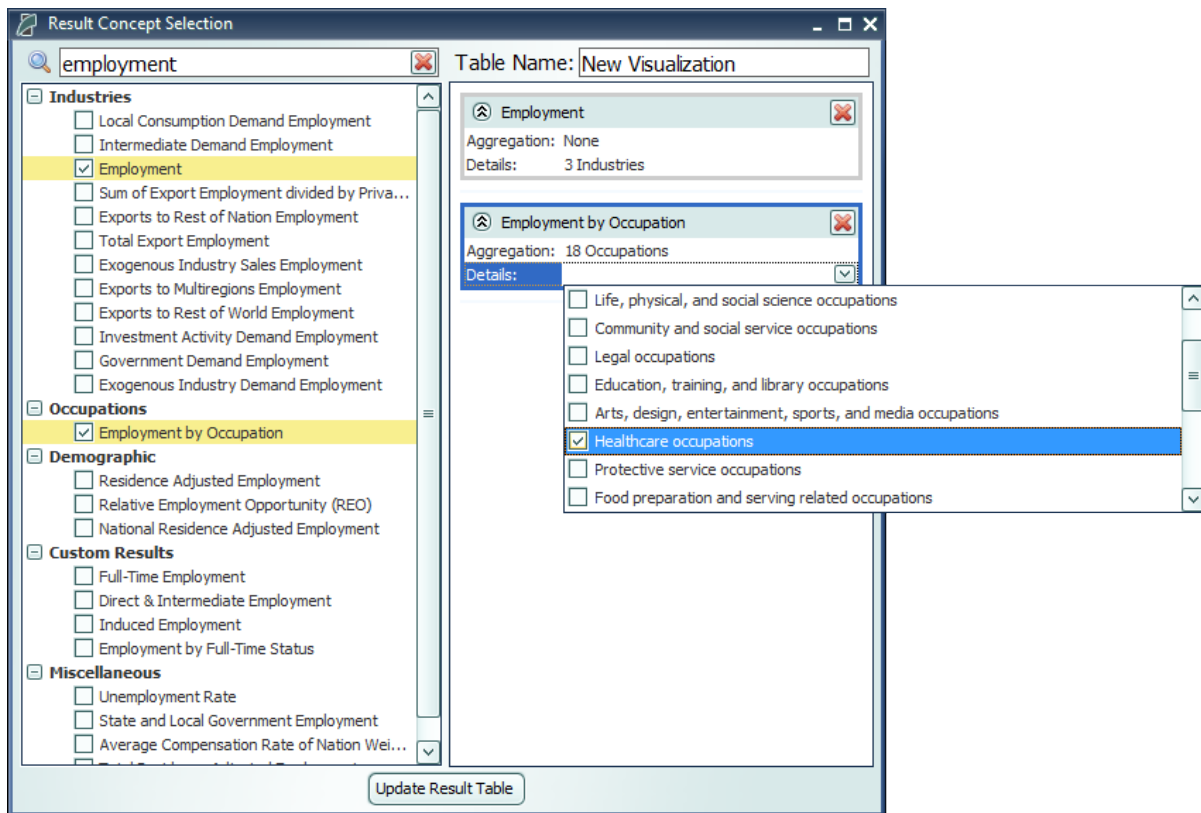 Result Concept Selection
employment
Table Name: New Visualization
Industries
Local Consumption Demand Employment
Intermediate Demand Employment
Employment
Sum of Export Employment divided by Priva...
Exports to Rest of Nation Employment
Total Export Employment
Exogenous Industry Sales Employment
Exports to Multiregions Employment
Exports to Rest of World Employment
Investment Activity Demand Employment
Government Demand Employment
Exogenous Industry Demand Employment
Occupations
Employment by Occupation
Demographic
Residence Adjusted Employment
Relative Employment Opportunity (REO)
National Residence Adjusted Employment
Custom Results
Full-Time Employment
Direct & Intermediate Employment
Induced Employment
Employment by Full-Time Status
Miscellaneous
Unemployment Rate
State and Local Government Employment
Average Compensation Rate of Nation Wei...
Employment
Aggregation: None
Details: 3 Industries
Employment by Occupation
Aggregation: 18 Occupations
Details:
Life, physical, and social science occupations
Community and social service occupations
Legal occupations
Education, training, and library occupations
Arts, design, entertainment, sports, and media occupations
Healthcare occupations
Protective service occupations
Food preparation and serving related occupations
Update Result Table